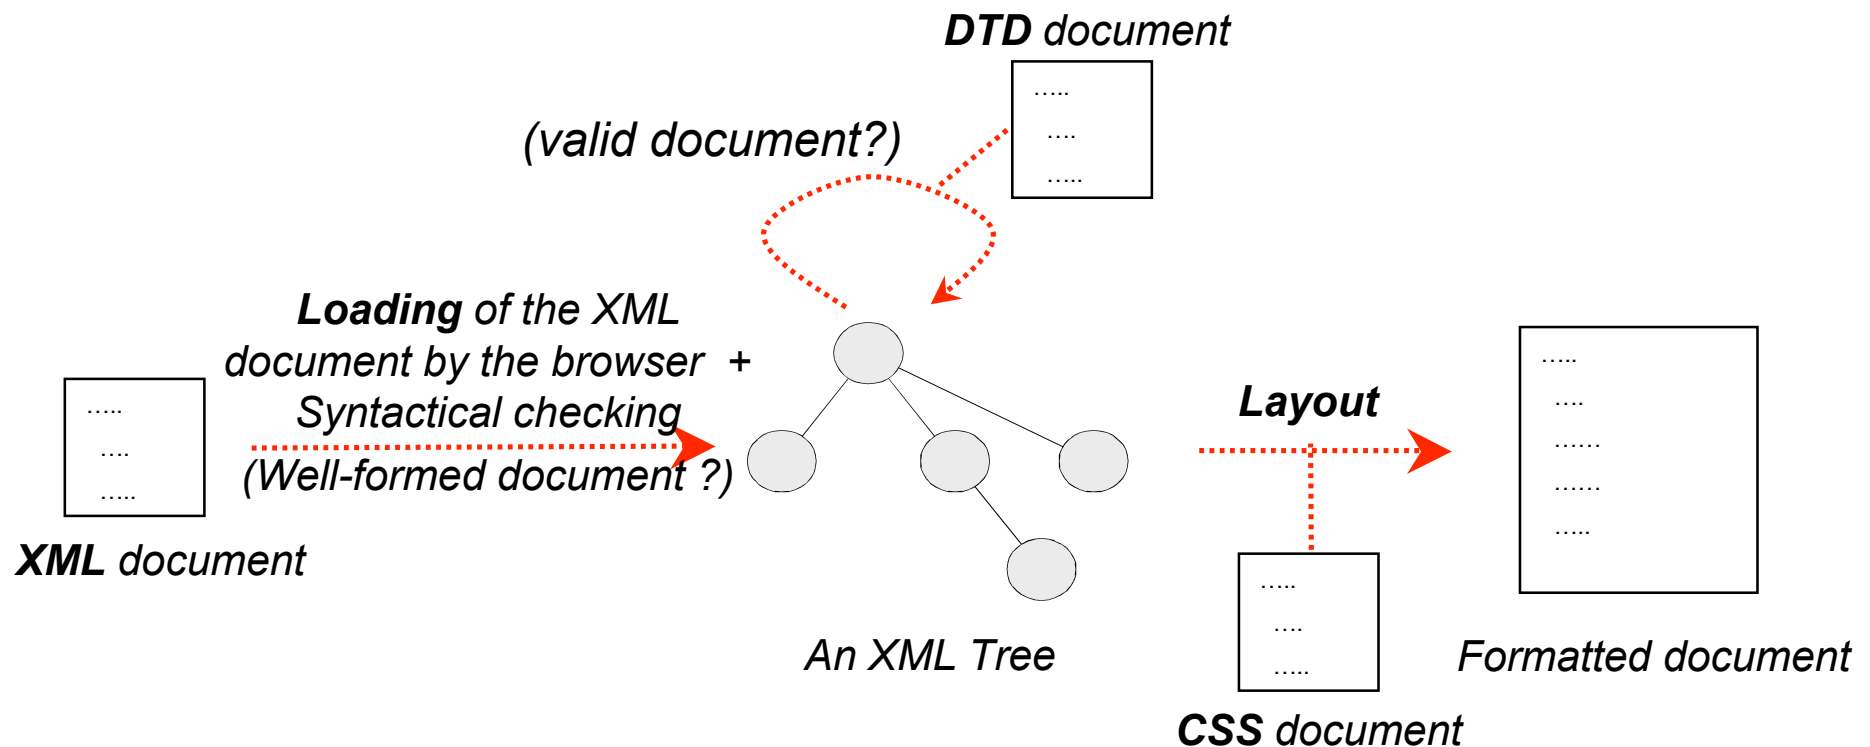 DTD document
…..
….
…..
(valid document?)
Loading of the XML
document by the browser +
Syntactical checking
(Well-formed document ?)
…..
….
…..
XML document
An XML Tree
Layout
…..
….
…..
CSS document
…..
….
……
……
…..
Formatted document